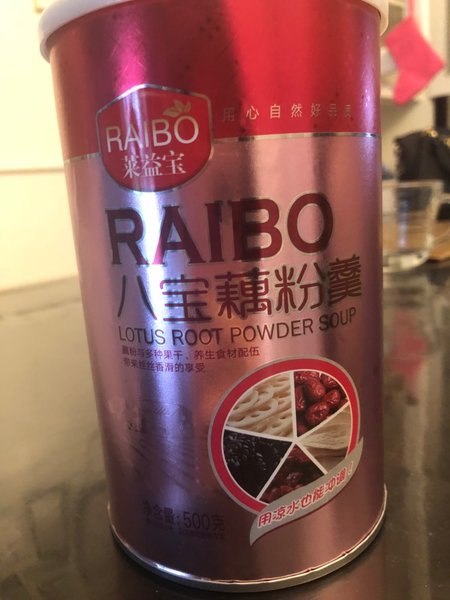 用心自然好品质
RAIBO
莱益宝
RAIBO
八宝藕粉羹
LOTUS ROOT POWDER SOUP
藕粉与多种果干、养生食材配伍
带来丝丝香滑的享受
用凉水也能冲调!
净含量:500克